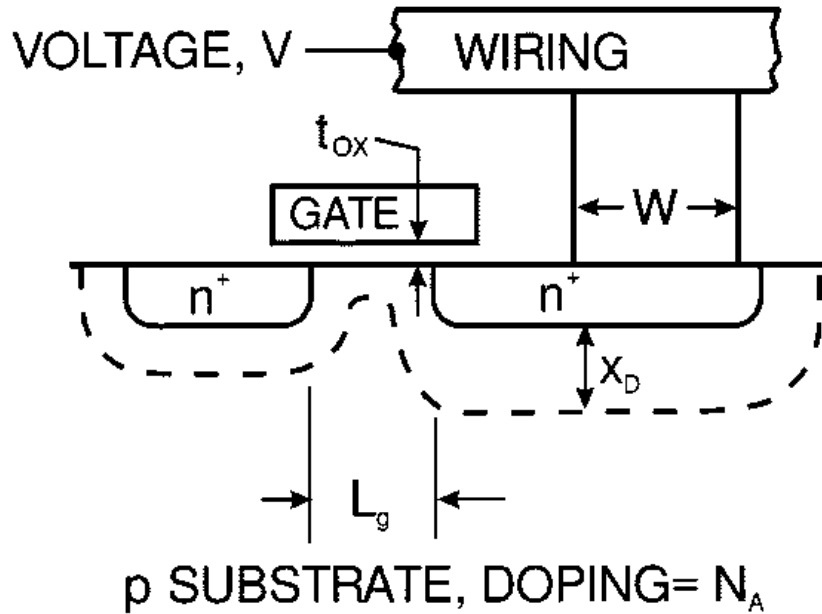 VOLTAGE, V
WIRING
tOX
GATE
W
n+
n+
XD
Lg
p SUBSTRATE, DOPING= NA